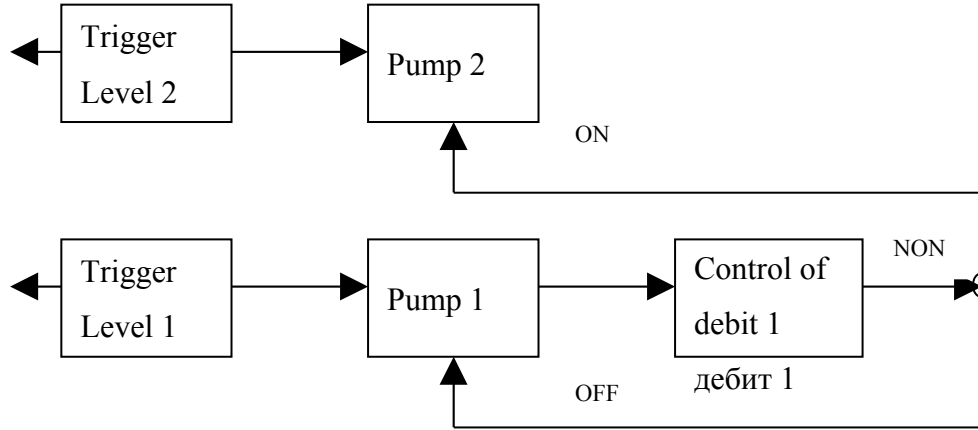 Trigger
Level 2
Pump 2
ON
Trigger
Level 1
Pump 1
Control of
debit 1
дебит 1
NON
OFF